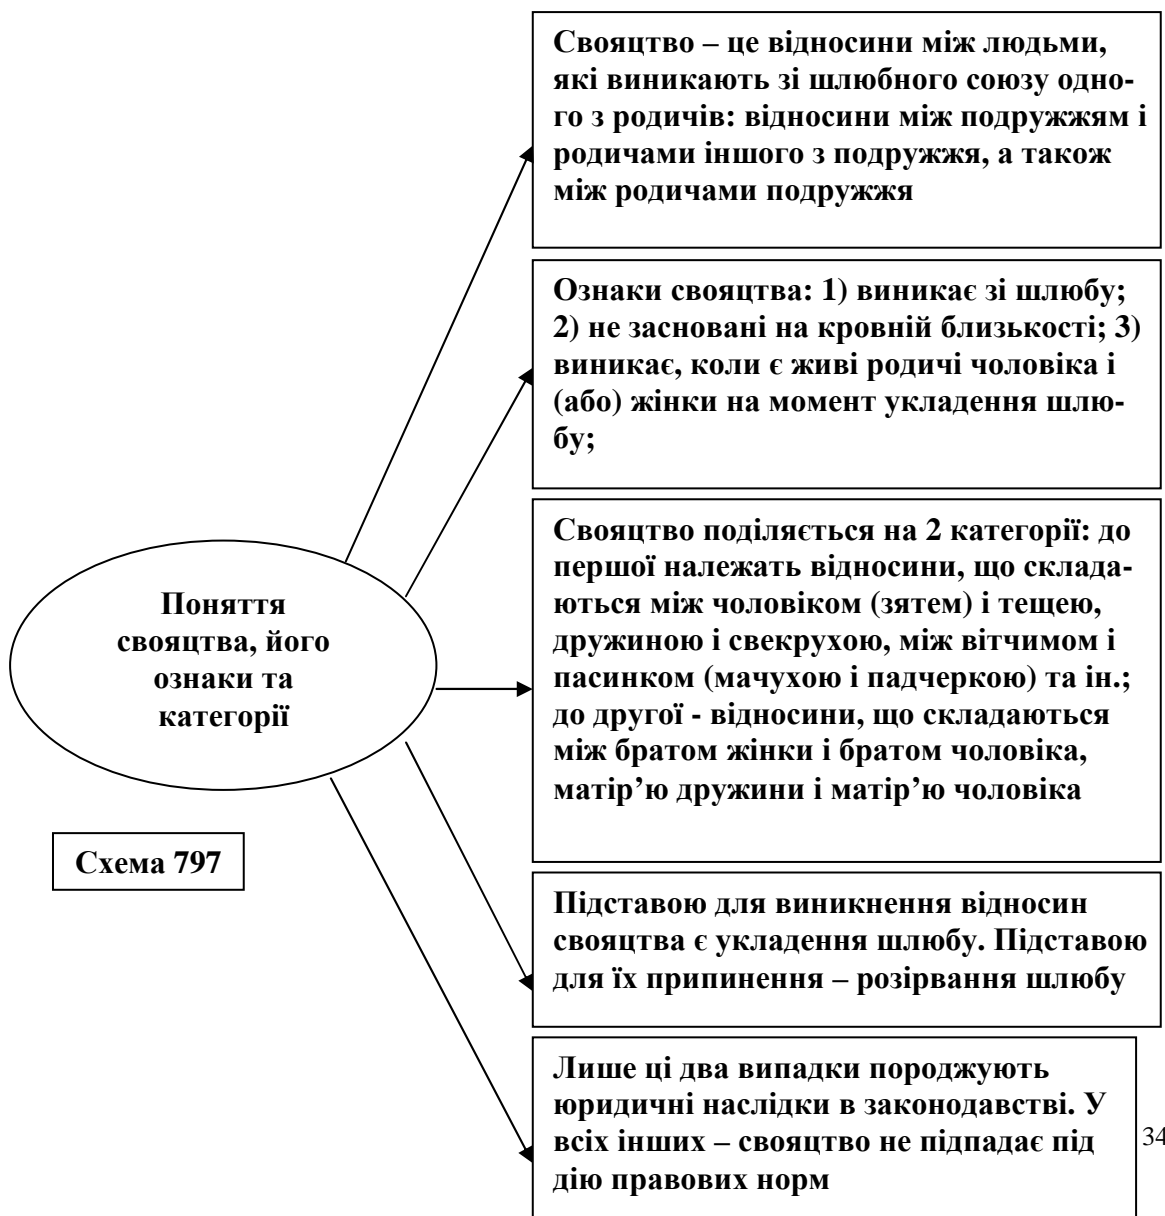 Свояцтво – це відносини між людьми,
які виникають зі шлюбного союзу одно-
го з родичів: відносини між подружжям і
родичами іншого з подружжя, а також
між родичами подружжя
Ознаки свояцтва: 1) виникає зі шлюбу;
2) не засновані на кровній близькості; 3)
виникає, коли є живі родичі чоловіка і
(або) жінки на момент укладення шлю-
бу;
Свояцтво поділяється на 2 категорії: до
першої належать відносини, що склада-
ються між чоловіком (зятем) і тещею,
дружиною і свекрухою, між вітчимом і
пасинком (мачухою і падчеркою) та ін.;
до другої - відносини, що складаються
між братом жінки і братом чоловіка,
матір’ю дружини і матір’ю чоловіка
Поняття
свояцтва, його
ознаки та
категорії
Схема 797
Підставою для виникнення відносин
свояцтва є укладення шлюбу. Підставою
для їх припинення – розірвання шлюбу
Лише ці два випадки породжують
юридичні наслідки в законодавстві. У
всіх інших – свояцтво не підпадає під
дію правових норм
34